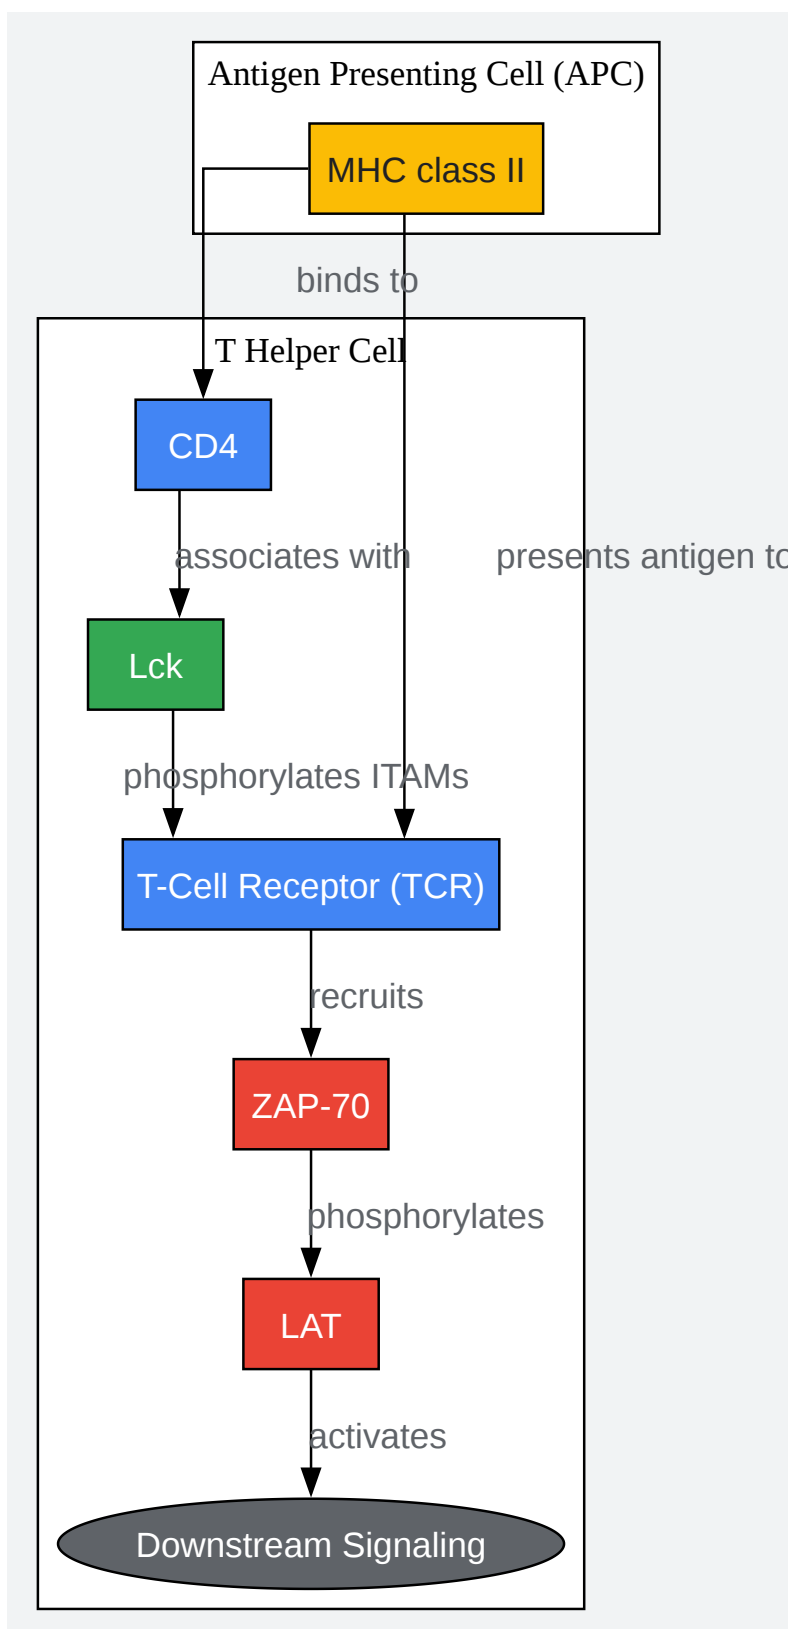 Antigen Presenting Cell (APC)
MHC class II
binds to
T Helper Cell
CD4
associates with
presents antigen to
Lck
phosphorylates ITAMs
T-Cell Receptor (TCR)
recruits
ZAP-70
phosphorylates
LAT
activates
Downstream Signaling